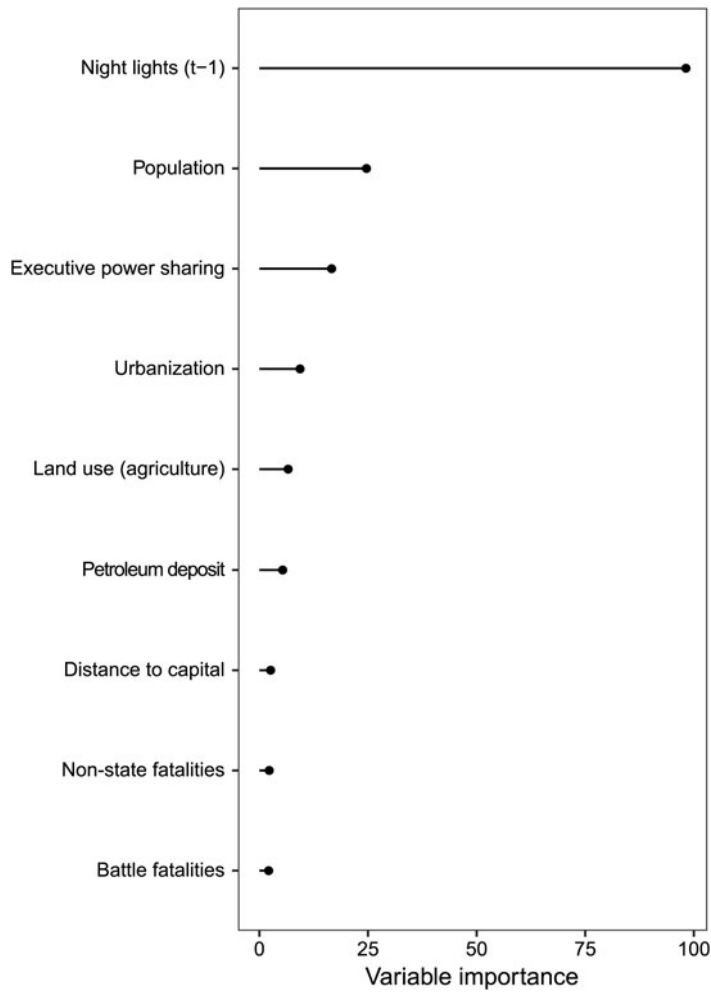 Night lights (t−1)
Population
Executive power sharing
Urbanization
Land use (agriculture)
Petroleum deposit
Distance to capital
Non-state fatalities
Battle fatalities
0 25 50 75 100
Variable importance